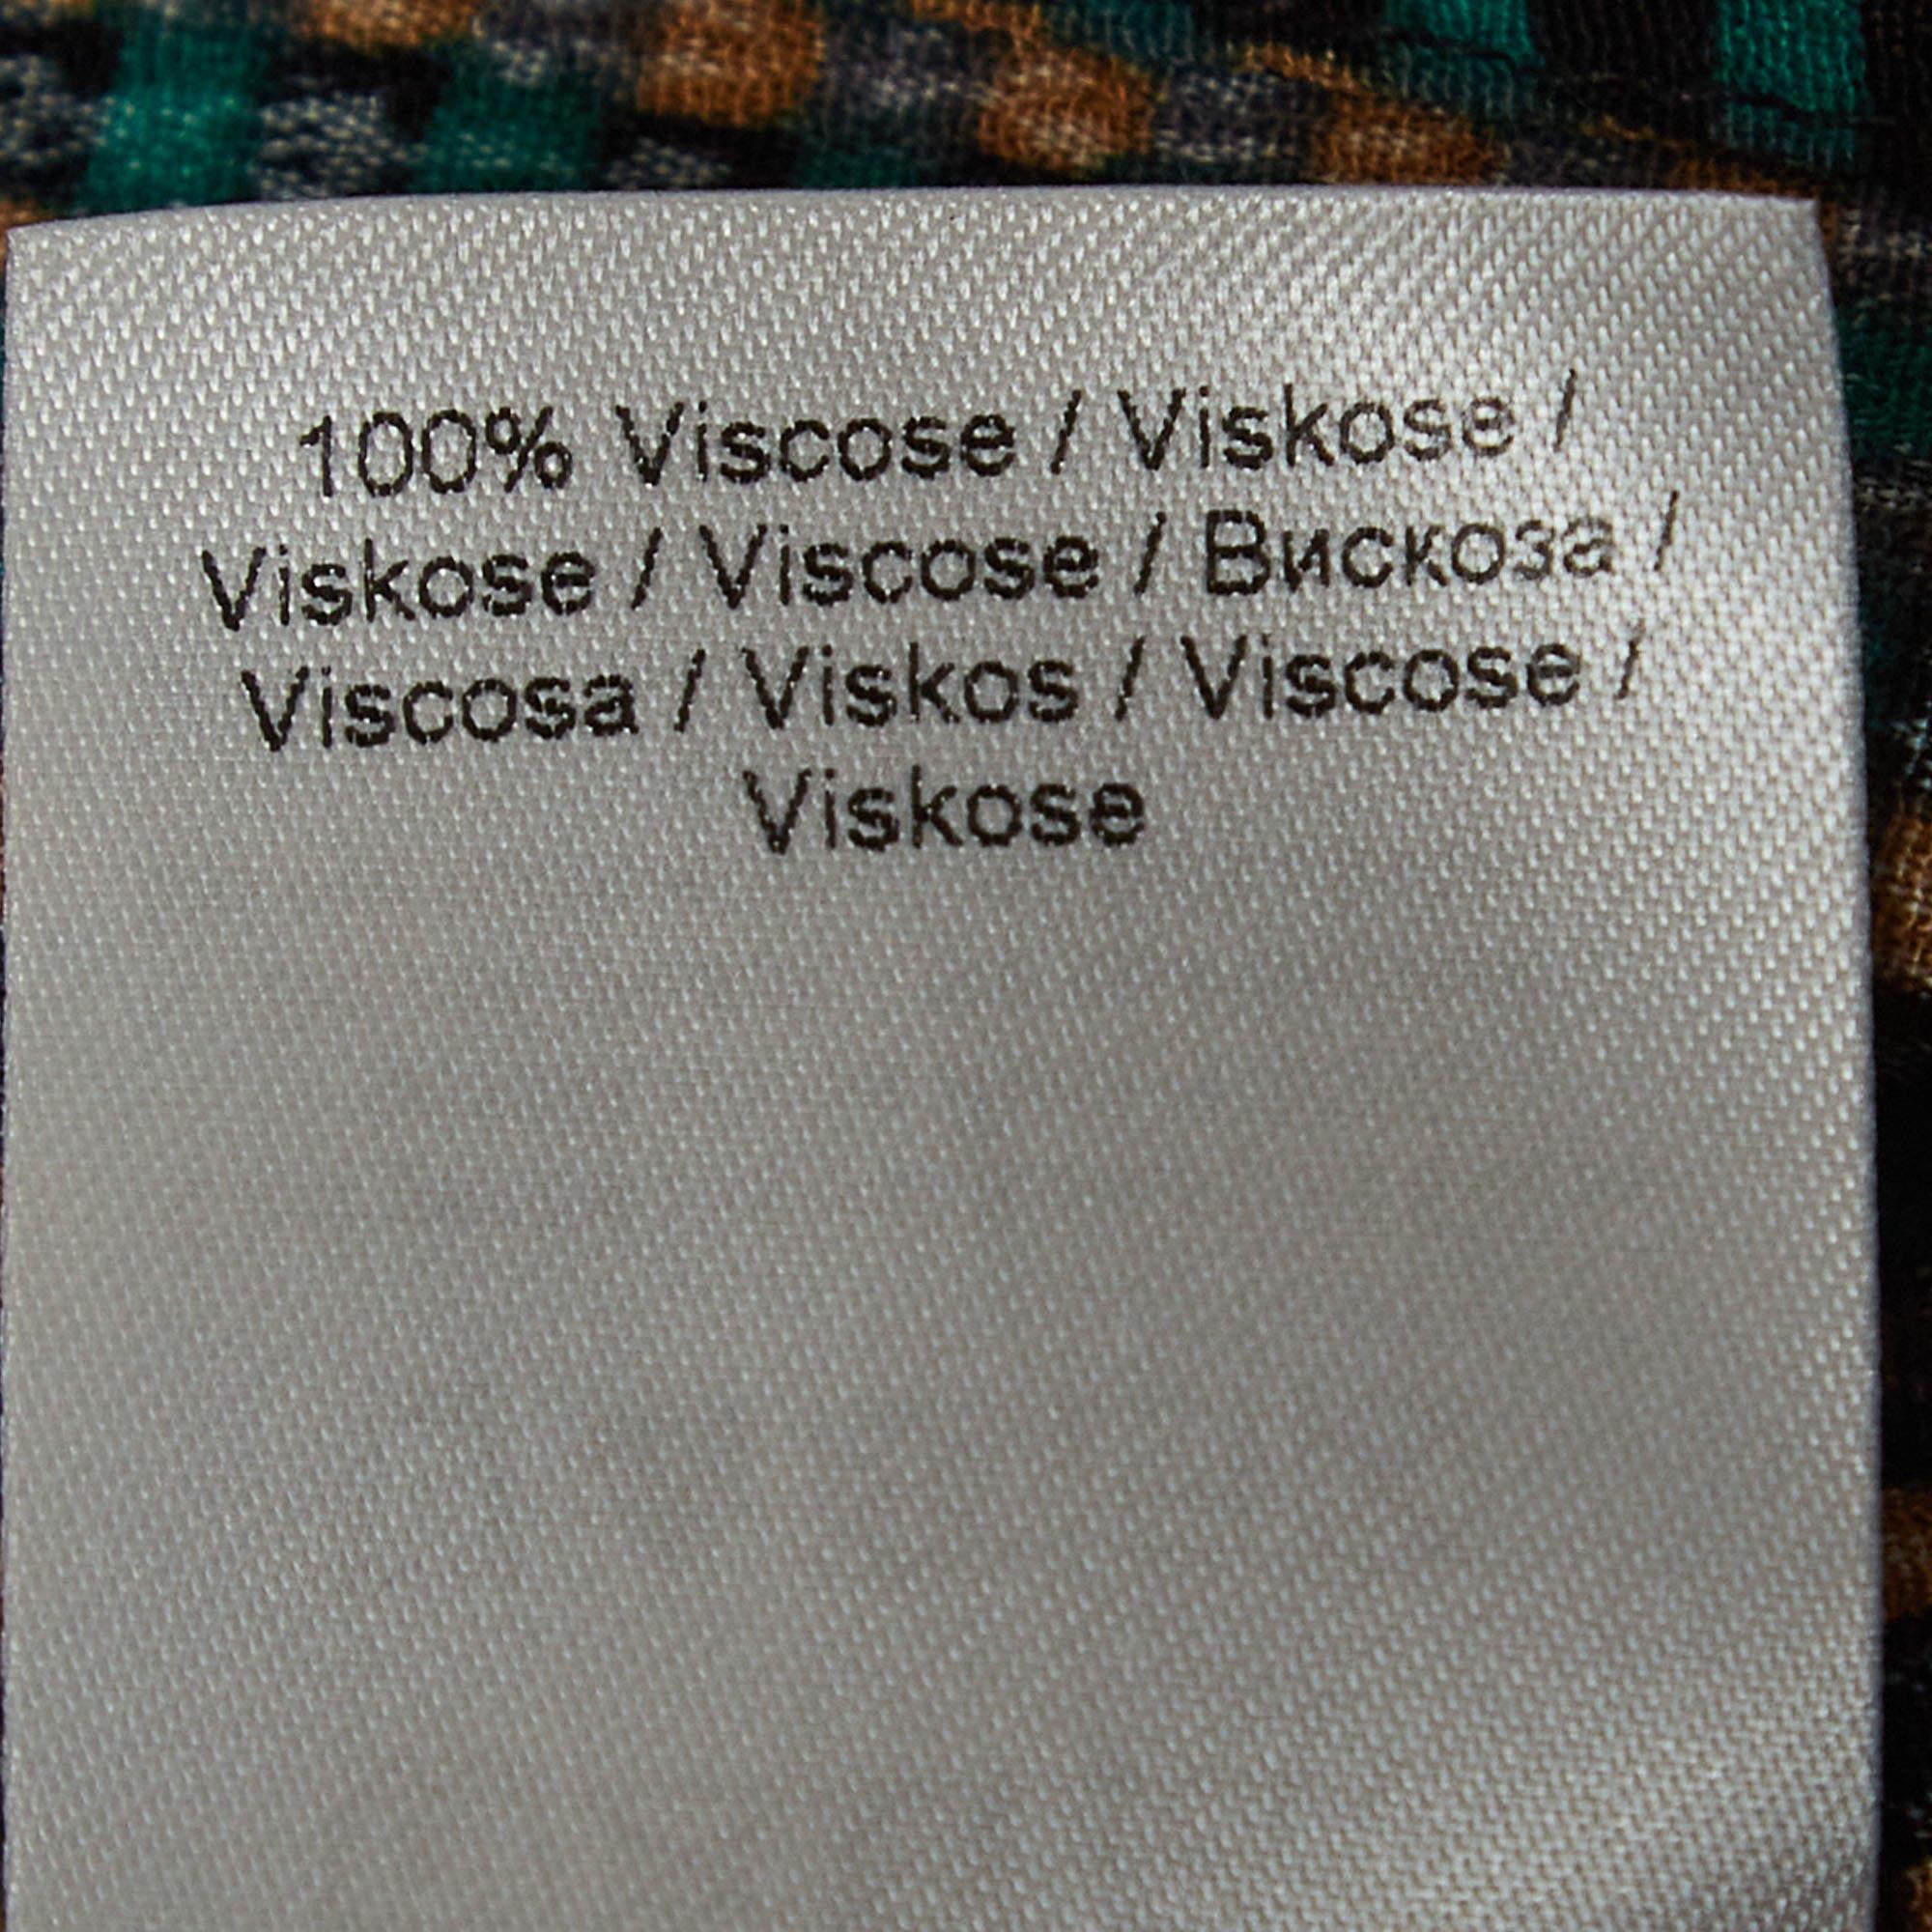 100% Viscose / Viskose /
Viskose / Viscose / Вискоза /
Viscosa / Viskos / Viscose /
Viskose